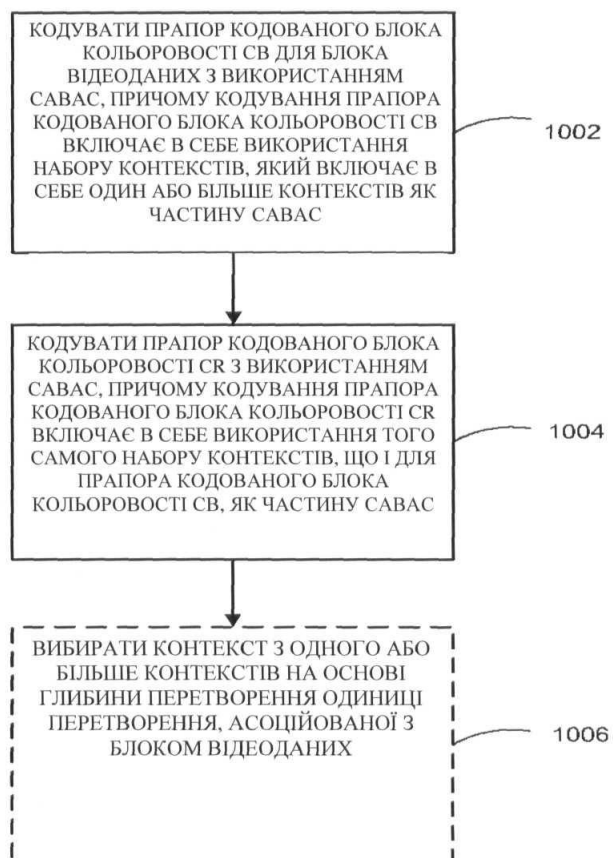 КОДУВАТИ ПРАПОР КОДОВАНОГО БЛОКА
КОЛЬОРОВОСТІ СВ ДЛЯ БЛОКА
ВІДЕОДАНИХ З ВИКОРИСТАННЯМ
САВАС, ПРИЧОМУ КОДУВАННЯ ПРАПОРА
КОДОВАНОГО БЛОКА КОЛЬОРОВОСТІ СВ
ВКЛЮЧАЄ В СЕБЕ ВИКОРИСТАННЯ
НАБОРУ КОНТЕКСТІВ, ЯКИЙ ВКЛЮЧАЄ В
СЕБЕ ОДИН АБО БІЛЬШЕ КОНТЕКСТІВ ЯК
ЧАСТИНУ САВАС
1002
КОДУВАТИ ПРАПОР КОДОВАНОГО БЛОКА
КОЛЬОРОВОСТІ CR З ВИКОРИСТАННЯМ
САВАС, ПРИЧОМУ КОДУВАННЯ ПРАПОРА
КОДОВАНОГО БЛОКА КОЛЬОРОВОСТІ CR
ВКЛЮЧАЄ В СЕБЕ ВИКОРИСТАННЯ ТОГО
САМОГО НАБОРУ КОНТЕКСТІВ, ЩО І ДЛЯ
ПРАПОРА КОДОВАНОГО БЛОКА
КОЛЬОРОВОСТІ СВ, ЯК ЧАСТИНУ САВАС
1004
ВИБИРАТИ КОНТЕКСТ З ОДНОГО АБО
БІЛЬШЕ КОНТЕКСТІВ НА ОСНОВІ
ГЛИБИНИ ПЕРЕТВОРЕННЯ ОДИНИЦІ
ПЕРЕТВОРЕННЯ, АСОЦІЙОВАНОЇ З
БЛОКОМ ВІДЕОДАНИХ
1006